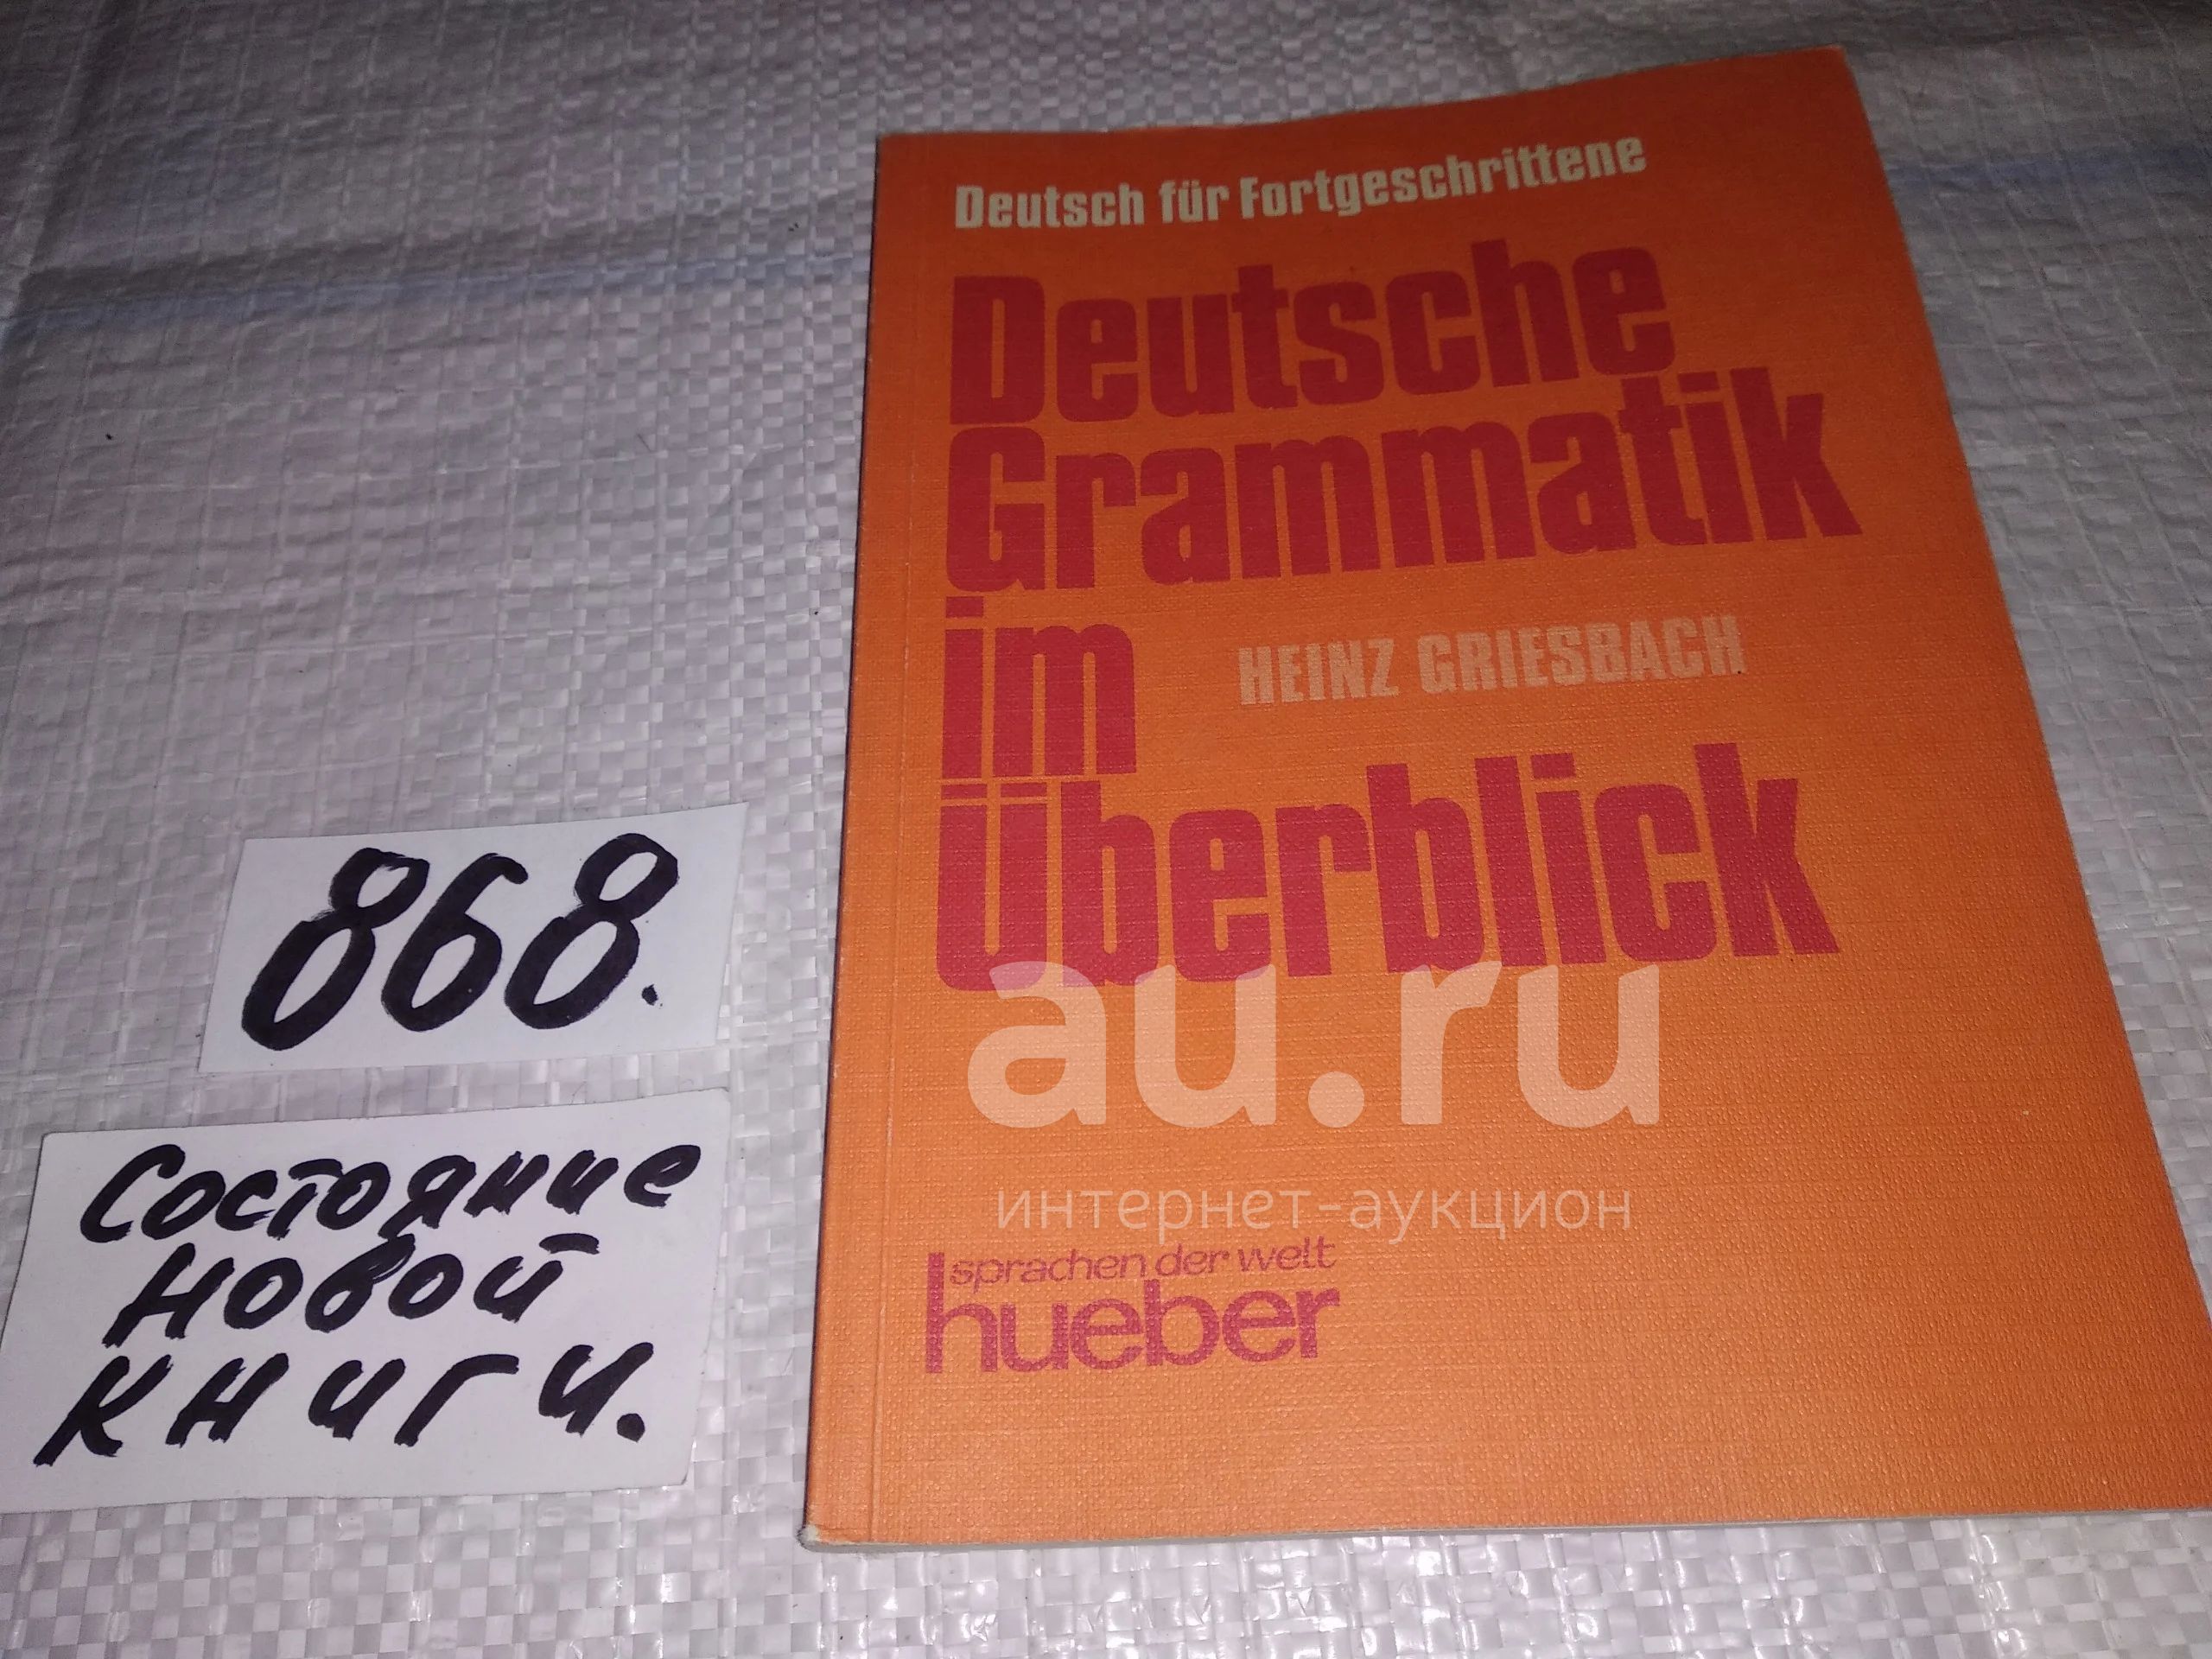 Deutsch für Fortgeschrittene
Deutsche
Grammatik
im
HEINZ GRIESBACH
überblick
au.ru
интернет-аукцион
sprachen der welt
hueber
868.
Состояние
новой
книги.